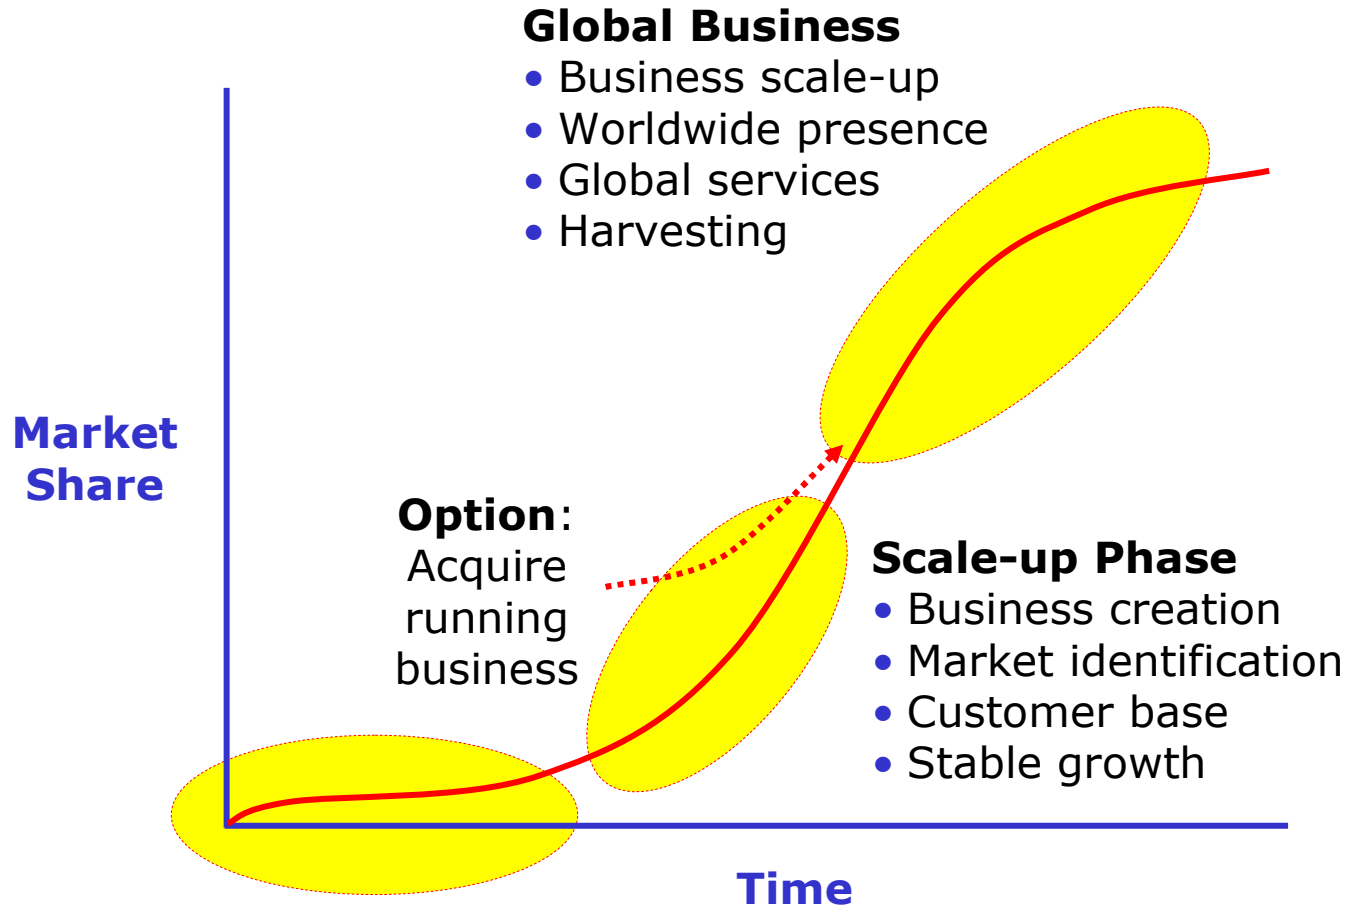 Global Business
• Business scale-up
• Worldwide presence
• Global services
• Harvesting
Market
Share
Option:
Acquire
running
business
Scale-up Phase
• Business creation
• Market identification
• Customer base
• Stable growth
Time